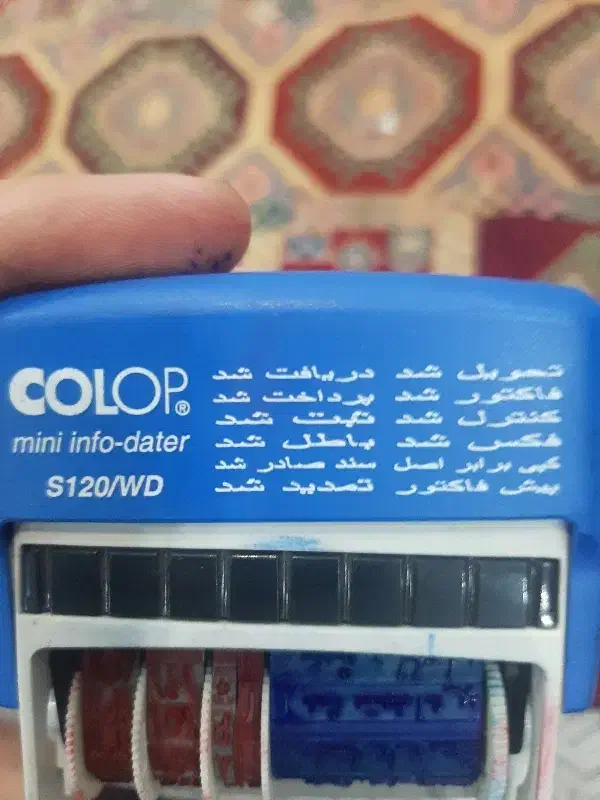 COLOP®
mini info-dater
S120/WD
تحویل شد دریافت شد
فاکتور شد پرداخت شد
کنترل شد ثبت شد
فکس شد باطل شد
کپی برابر اصل سند صادر شد
پیش فاکتور تمدید شد